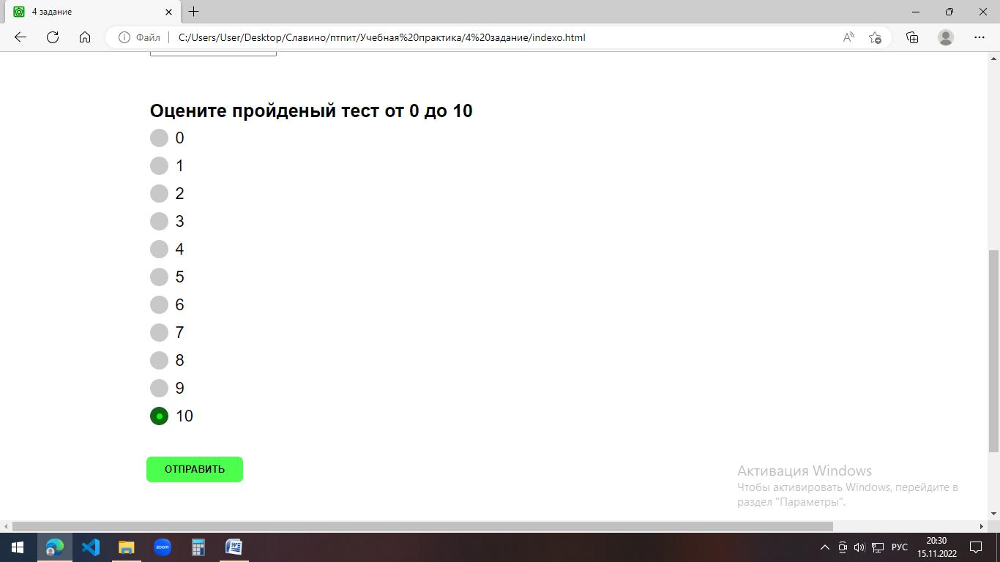 4 задание
Файл
C:/Users/User/Desktop/Славино/птпит/Учебная%20практика/4%20задание/indexo.html
Оцените пройденый тест от 0 до 10
0
1
2
3
4
5
6
7
8
9
10
ОТПРАВИТЬ
Активация Windows
Чтобы активировать Windows, перейдите в
раздел "Параметры".
zoom
РУС
20:30
15.11.2022